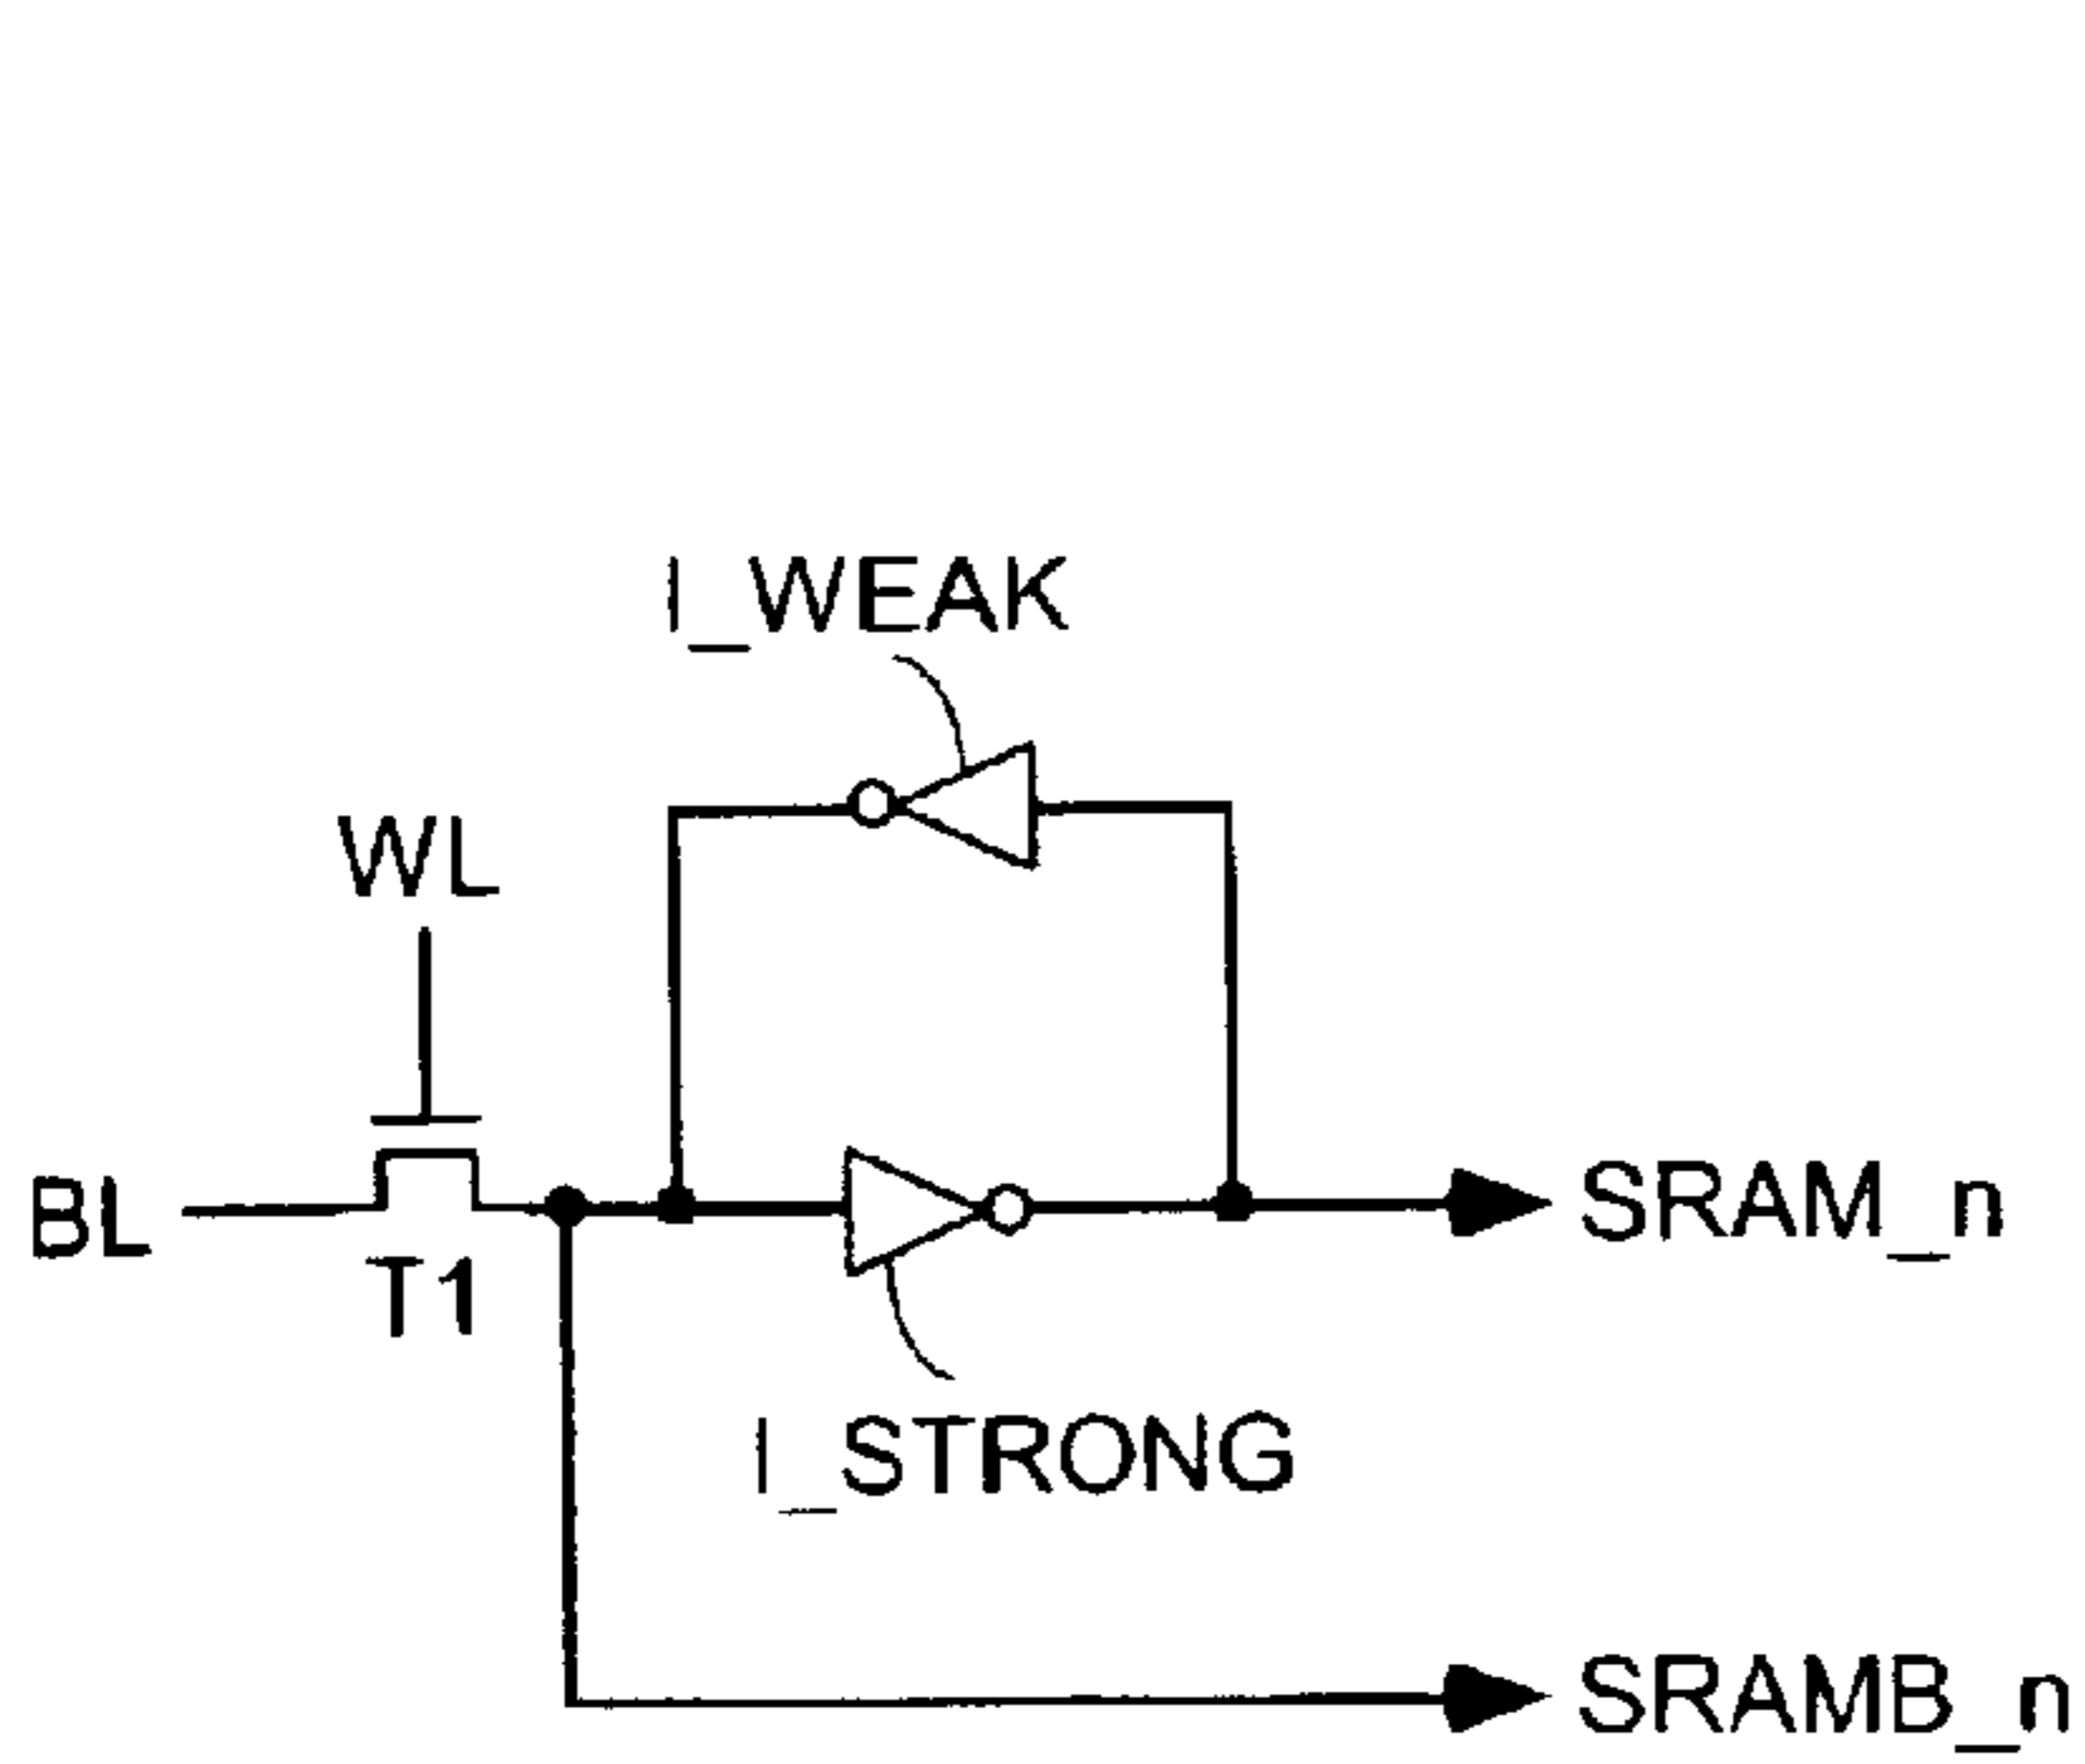 I_WEAK
WL
BL
T1
SRAM_n
I_STRONG
SRAMB_n